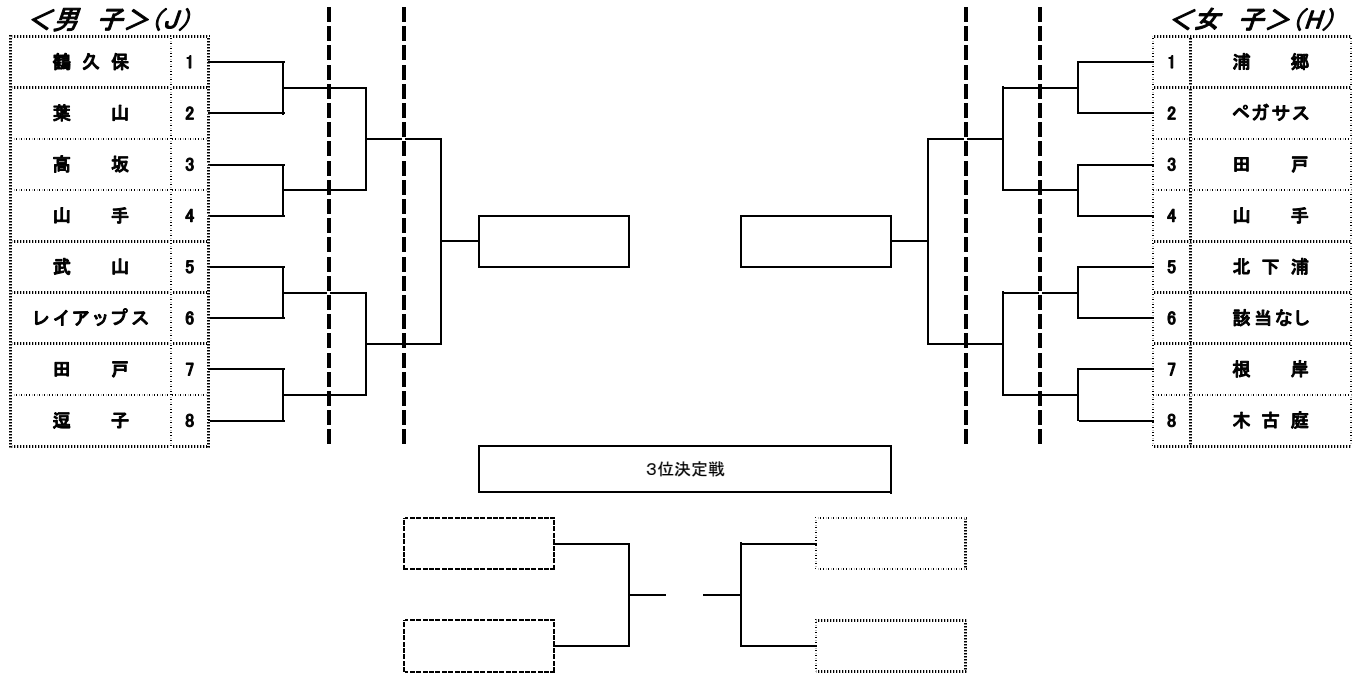 ＜男　子＞(J)
鶴久保 1
葉　山 2
高　坂 3
山　手 4
武　山 5
レイアップス 6
田　戸 7
逗　子 8
＜女　子＞(H)
1 浦　郷
2 ペガサス
3 田　戸
4 山　手
5 北下浦
6 該当なし
7 根　岸
8 木古庭
3位決定戦